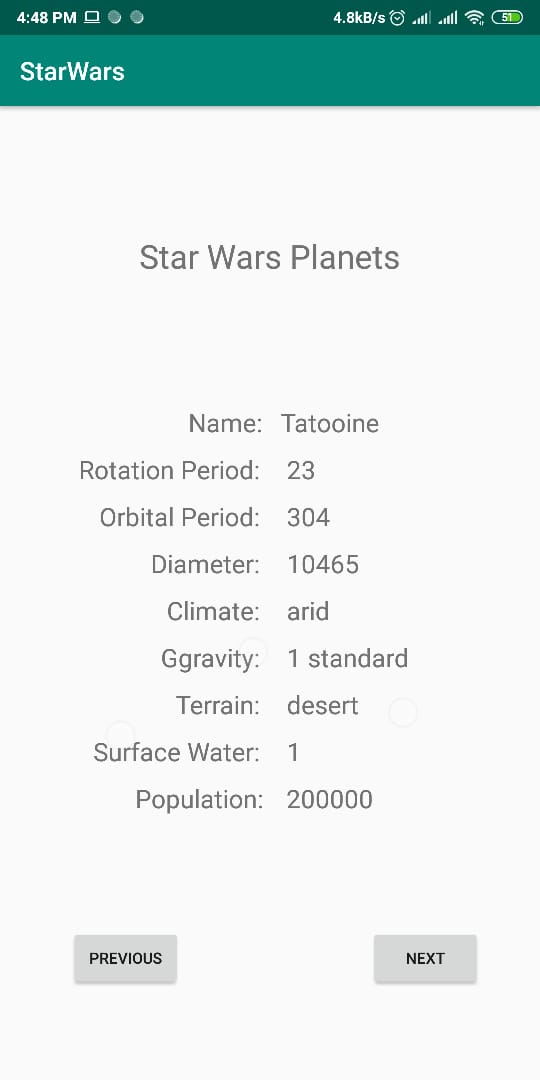 4:48 PM 4.8kB/s 51
StarWars
Star Wars Planets
Name: Tatooine
Rotation Period: 23
Orbital Period: 304
Diameter: 10465
Climate: arid
Ggravity: 1 standard
Terrain: desert
Surface Water: 1
Population: 200000
PREVIOUS NEXT